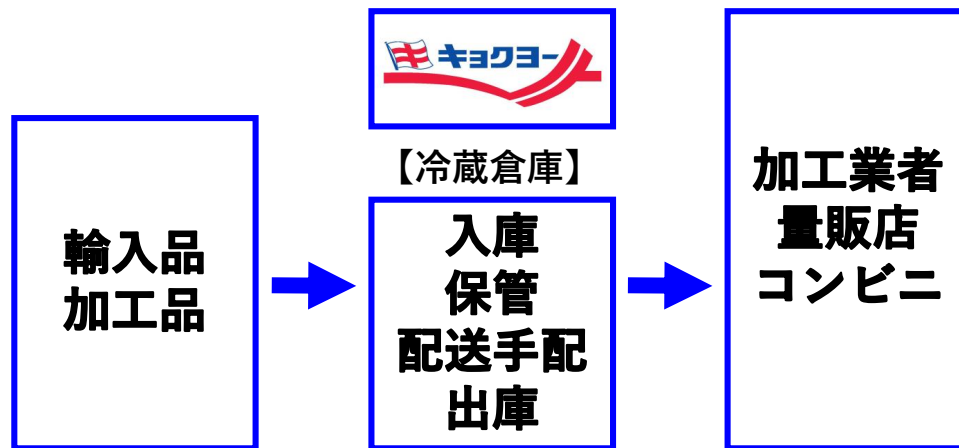 キョクヨー
【冷蔵倉庫】
輸入品
加工品
入庫
保管
配送手配
出庫
加工業者
量販店
コンビニ